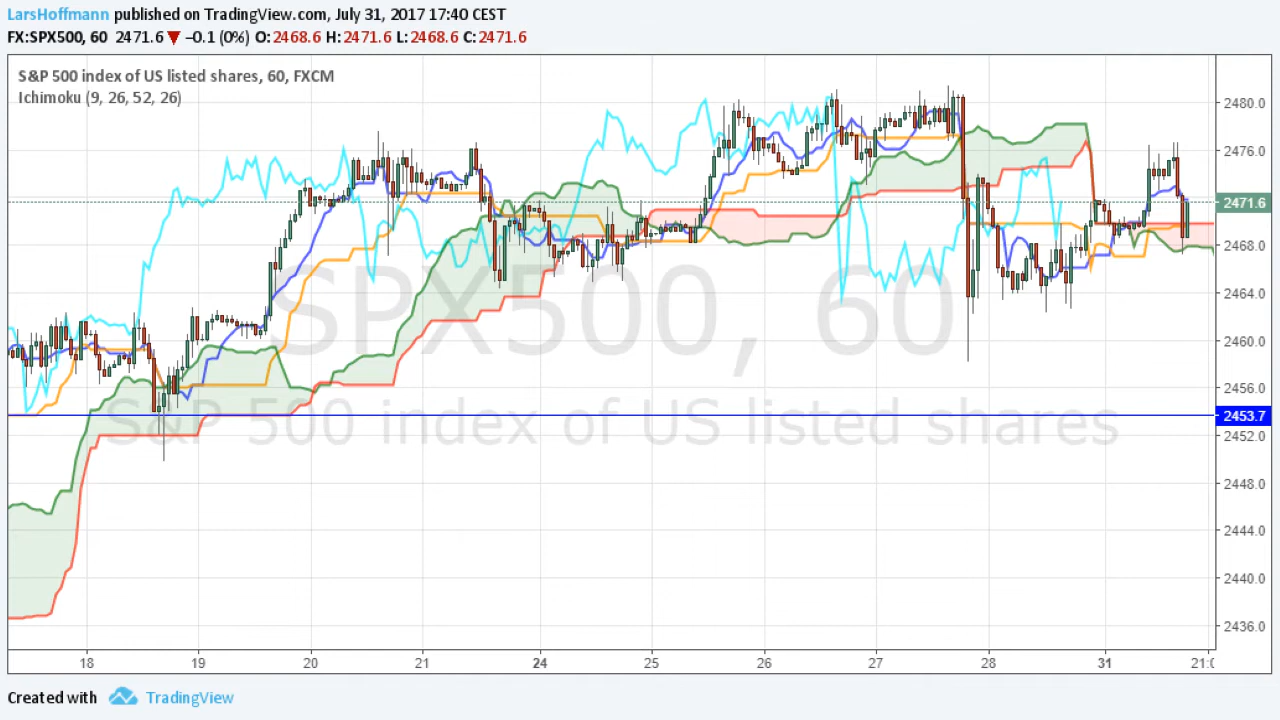 LarsHoffmann published on TradingView.com, July 31, 2017 17:40 CEST
FX:SPX500, 60 2471.6 ▼ −0.1 (0%) O: 2468.6 H: 2471.6 L: 2468.6 C: 2471.6
S&P 500 index of US listed shares, 60, FXCM
Ichimoku (9, 26, 52, 26)
SPX500, 60
S&P 500 index of US listed shares
2480.0
2476.0
2471.6
2468.0
2464.0
2460.0
2456.0
2453.7
2452.0
2448.0
2444.0
2440.0
2436.0
18 19 20 21 24 25 26 27 28 31 21:0
Created with TradingView